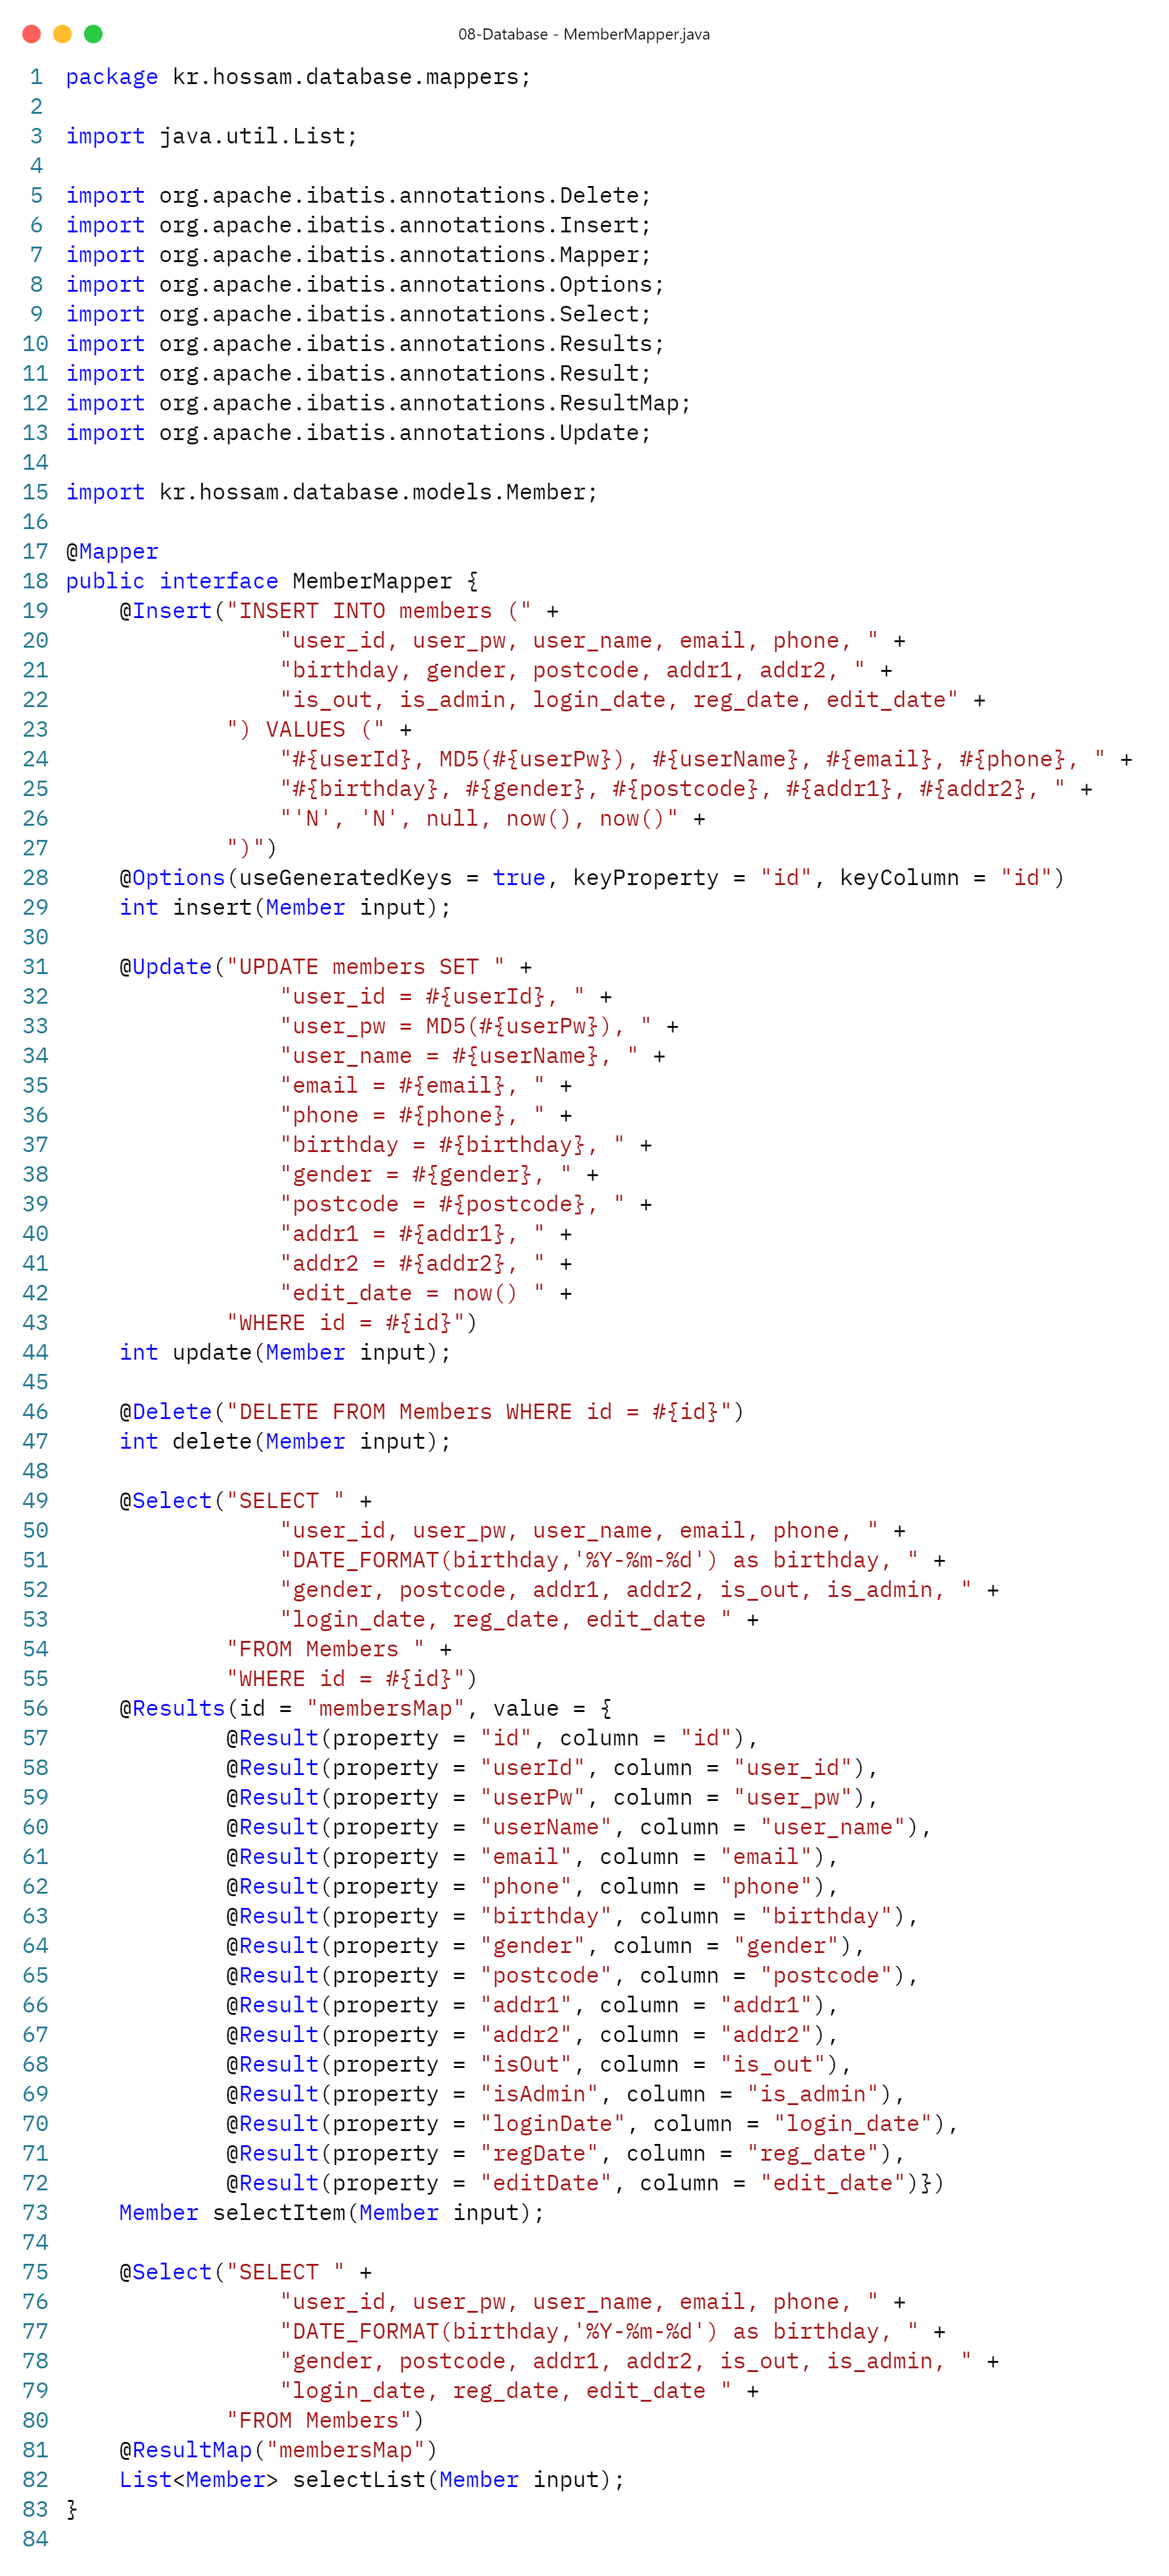 08-Database - MemberMapper.java
1 package kr.hossam.database.mappers;
2
3 import java.util.List;
4
5 import org.apache.ibatis.annotations.Delete;
6 import org.apache.ibatis.annotations.Insert;
7 import org.apache.ibatis.annotations.Mapper;
8 import org.apache.ibatis.annotations.Options;
9 import org.apache.ibatis.annotations.Select;
10 import org.apache.ibatis.annotations.Results;
11 import org.apache.ibatis.annotations.Result;
12 import org.apache.ibatis.annotations.ResultMap;
13 import org.apache.ibatis.annotations.Update;
14
15 import kr.hossam.database.models.Member;
16
17 @Mapper
18 public interface MemberMapper {
19     @Insert("INSERT INTO members (" +
20                 "user_id, user_pw, user_name, email, phone, " +
21                 "birthday, gender, postcode, addr1, addr2, " +
22                 "is_out, is_admin, login_date, reg_date, edit_date" +
23             ") VALUES (" +
24                 "#{userId}, MD5(#{userPw}), #{userName}, #{email}, #{phone}, " +
25                 "#{birthday}, #{gender}, #{postcode}, #{addr1}, #{addr2}, " +
26                 "'N', 'N', null, now(), now()" +
27             ")")
28     @Options(useGeneratedKeys = true, keyProperty = "id", keyColumn = "id")
29     int insert(Member input);
30
31     @Update("UPDATE members SET " +
32                 "user_id = #{userId}, " +
33                 "user_pw = MD5(#{userPw}), " +
34                 "user_name = #{userName}, " +
35                 "email = #{email}, " +
36                 "phone = #{phone}, " +
37                 "birthday = #{birthday}, " +
38                 "gender = #{gender}, " +
39                 "postcode = #{postcode}, " +
40                 "addr1 = #{addr1}, " +
41                 "addr2 = #{addr2}, " +
42                 "edit_date = now() " +
43             "WHERE id = #{id}")
44     int update(Member input);
45
46     @Delete("DELETE FROM Members WHERE id = #{id}")
47     int delete(Member input);
48
49     @Select("SELECT " +
50                 "user_id, user_pw, user_name, email, phone, " +
51                 "DATE_FORMAT(birthday,'%Y-%m-%d') as birthday, " +
52                 "gender, postcode, addr1, addr2, is_out, is_admin, " +
53                 "login_date, reg_date, edit_date " +
54             "FROM Members " +
55             "WHERE id = #{id}")
56     @Results(id = "membersMap", value = {
57             @Result(property = "id", column = "id"),
58             @Result(property = "userId", column = "user_id"),
59             @Result(property = "userPw", column = "user_pw"),
60             @Result(property = "userName", column = "user_name"),
61             @Result(property = "email", column = "email"),
62             @Result(property = "phone", column = "phone"),
63             @Result(property = "birthday", column = "birthday"),
64             @Result(property = "gender", column = "gender"),
65             @Result(property = "postcode", column = "postcode"),
66             @Result(property = "addr1", column = "addr1"),
67             @Result(property = "addr2", column = "addr2"),
68             @Result(property = "isOut", column = "is_out"),
69             @Result(property = "isAdmin", column = "is_admin"),
70             @Result(property = "loginDate", column = "login_date"),
71             @Result(property = "regDate", column = "reg_date"),
72             @Result(property = "editDate", column = "edit_date")})
73     Member selectItem(Member input);
74
75     @Select("SELECT " +
76                 "user_id, user_pw, user_name, email, phone, " +
77                 "DATE_FORMAT(birthday,'%Y-%m-%d') as birthday, " +
78                 "gender, postcode, addr1, addr2, is_out, is_admin, " +
79                 "login_date, reg_date, edit_date " +
80             "FROM Members")
81     @ResultMap("membersMap")
82     List<Member> selectList(Member input);
83 }
84